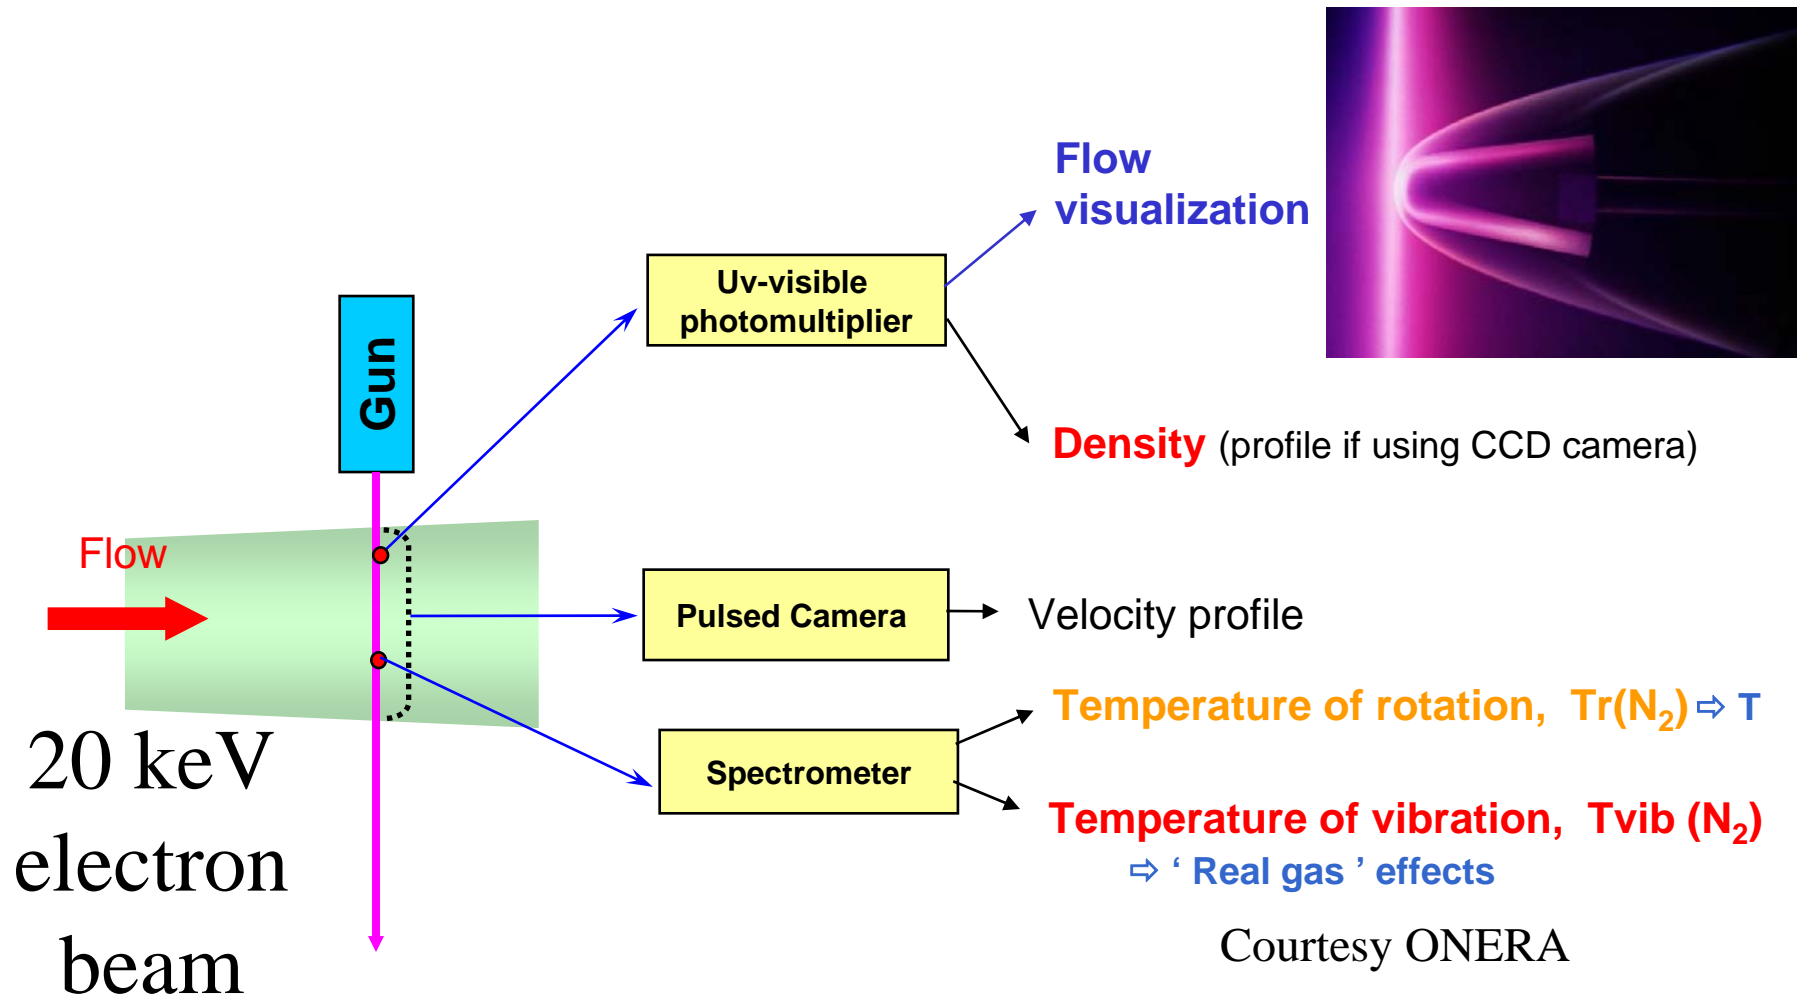 Flow
visualization
Uv-visible
photomultiplier
Gun
Density (profile if using CCD camera)
Flow
Pulsed Camera
Velocity profile
Temperature of rotation, Tr(N₂) ⇨ T
Spectrometer
Temperature of vibration, Tvib (N₂)
⇨ ‘ Real gas ’ effects
20 keV
electron
beam
Courtesy ONERA